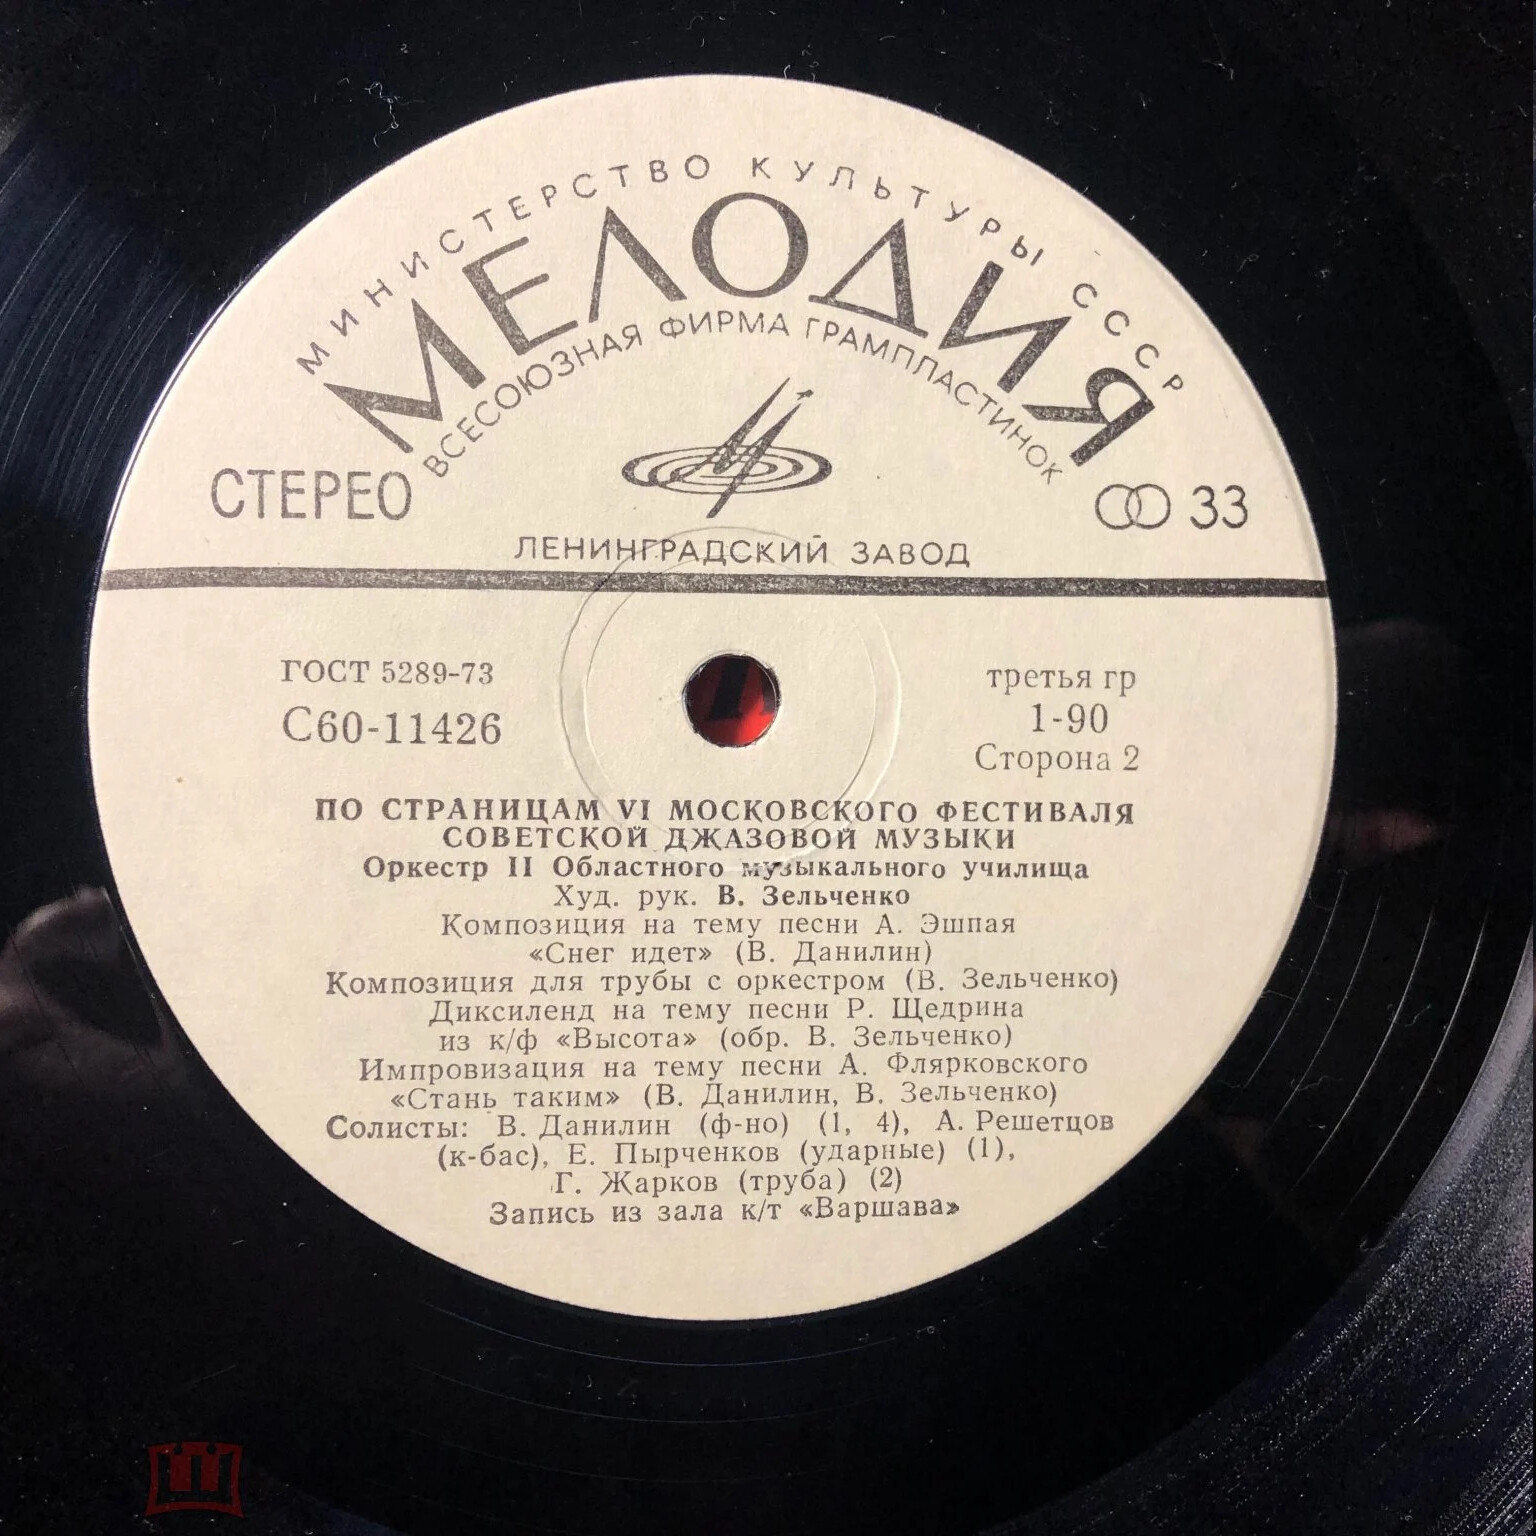 МИНИСТЕРСТВО КУЛЬТУРЫ СССР
МЕЛОДИЯ
ВСЕСОЮЗНАЯ ФИРМА ГРАМПЛАСТИНОК
СТЕРЕО
33
ЛЕНИНГРАДСКИЙ ЗАВОД
ГОСТ 5289-73
С60-11426
третья гр
1-90
Сторона 2
ПО СТРАНИЦАМ VI МОСКОВСКОГО ФЕСТИВАЛЯ
СОВЕТСКОЙ ДЖАЗОВОЙ МУЗЫКИ
Оркестр II Областного музыкального училища
Худ. рук. В. Зельченко
Композиция на тему песни А. Эшпая
«Снег идет» (В. Данилин)
Композиция для трубы с оркестром (В. Зельченко)
Диксиленд на тему песни Р. Щедрина
из к/ф «Высота» (обр. В. Зельченко)
Импровизация на тему песни А. Флярковского
«Стань таким» (В. Данилин, В. Зельченко)
Солисты: В. Данилин (ф-но) (1, 4), А. Решетцов
(к-бас), Е. Пырченков (ударные) (1),
Г. Жарков (труба) (2)
Запись из зала к/т «Варшава»